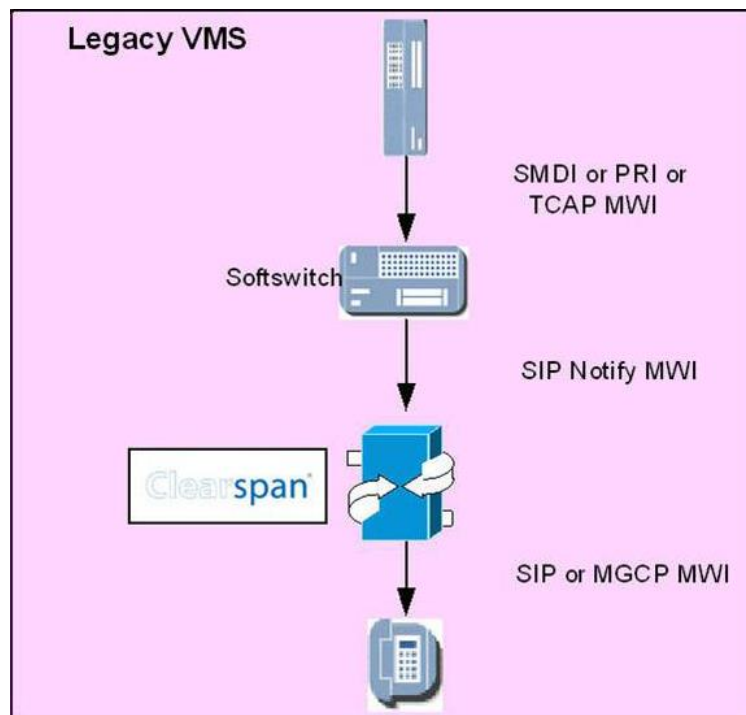 Legacy VMS
SMDI or PRI or
TCAP MWI
Softswitch
SIP Notify MWI
Clearspan®
SIP or MGCP MWI